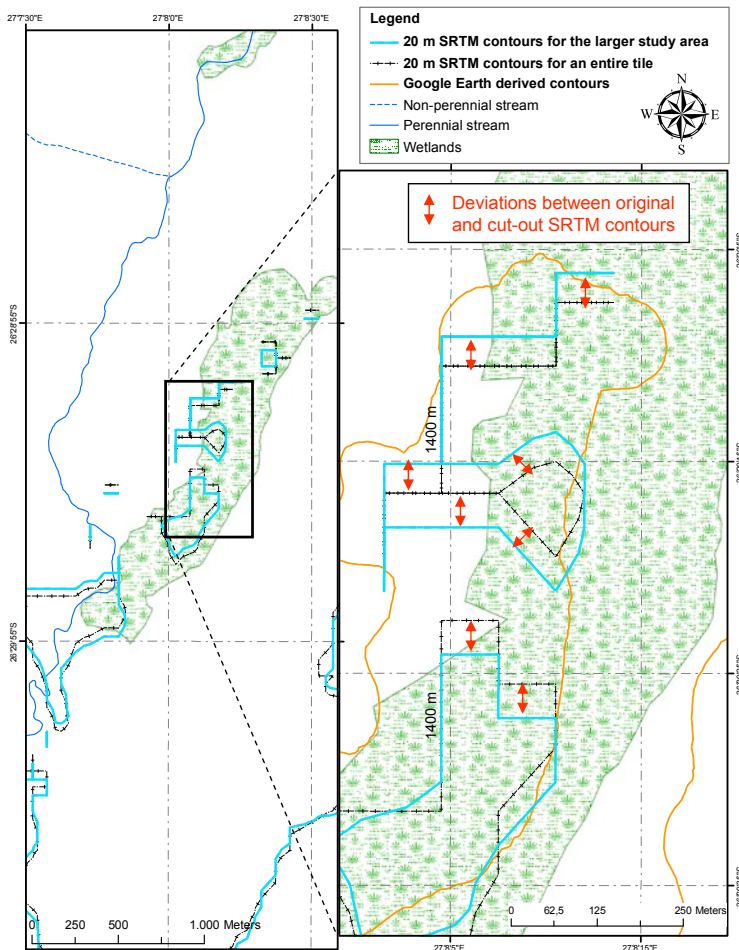 27°7'30"E
27°8'0"E
27°8'30"E
Legend
20 m SRTM contours for the larger study area
20 m SRTM contours for an entire tile
Google Earth derived contours
Non-perennial stream
Perennial stream
Wetlands
N
W
E
S
Deviations between original
and cut-out SRTM contours
26°28'55"S
26°29'55"S
1400 m
1400 m
0
250
500
1.000 Meters
0
62,5
125
250 Meters
27°8'5"E
27°8'15"E